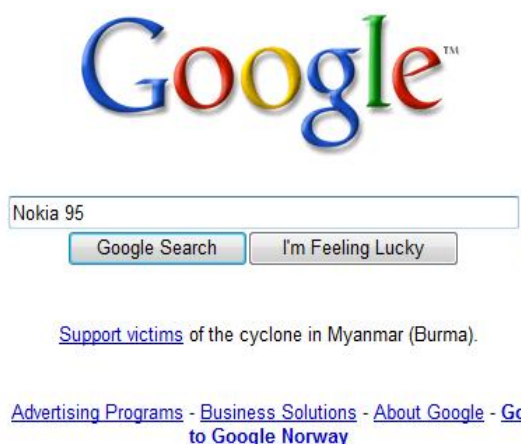 Google™
Nokia 95
Google Search I'm Feeling Lucky
Support victims of the cyclone in Myanmar (Burma).
Advertising Programs - Business Solutions - About Google - Go
to Google Norway